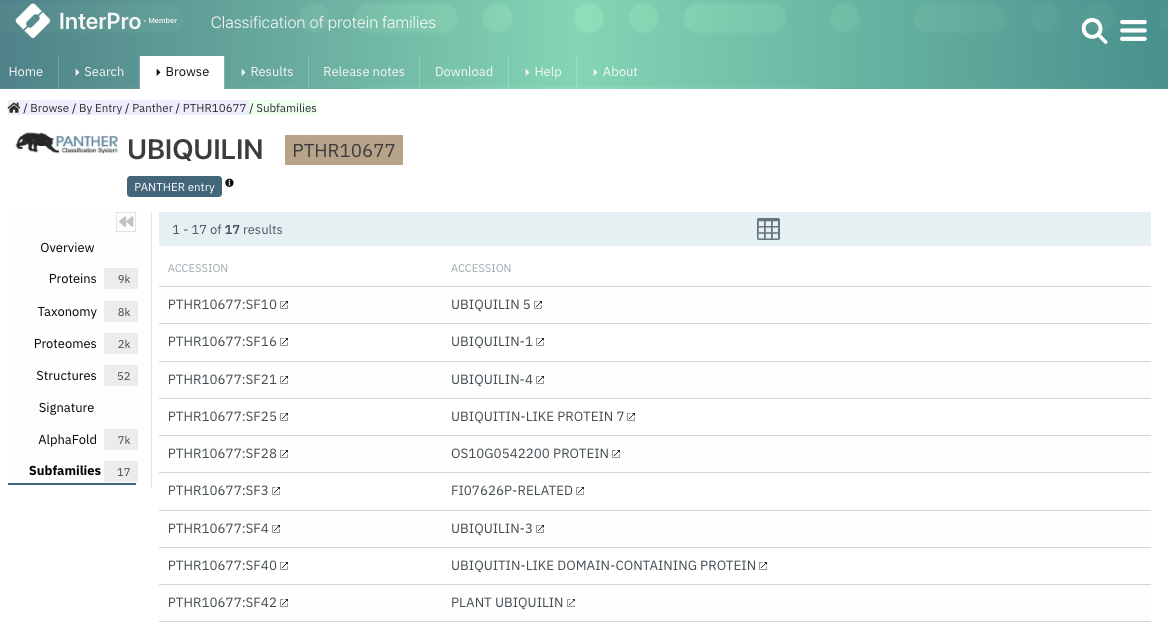 InterPro - Member
Classification of protein families
Home
Search
Browse
Results
Release notes
Download
Help
About
/ Browse / By Entry / Panther / PTHR10677 / Subfamilies
PANTHER
Classification System
UBIQUILIN PTHR10677
PANTHER entry
1 - 17 of 17 results
Overview
Proteins 9k
Taxonomy 8k
Proteomes 2k
Structures 52
Signature
AlphaFold 7k
Subfamilies 17
ACCESSION ACCESSION
PTHR10677:SF10 UBIQUILIN 5
PTHR10677:SF16 UBIQUILIN-1
PTHR10677:SF21 UBIQUILIN-4
PTHR10677:SF25 UBIQUITIN-LIKE PROTEIN 7
PTHR10677:SF28 OS10G0542200 PROTEIN
PTHR10677:SF3 FI07626P-RELATED
PTHR10677:SF4 UBIQUILIN-3
PTHR10677:SF40 UBIQUITIN-LIKE DOMAIN-CONTAINING PROTEIN
PTHR10677:SF42 PLANT UBIQUILIN